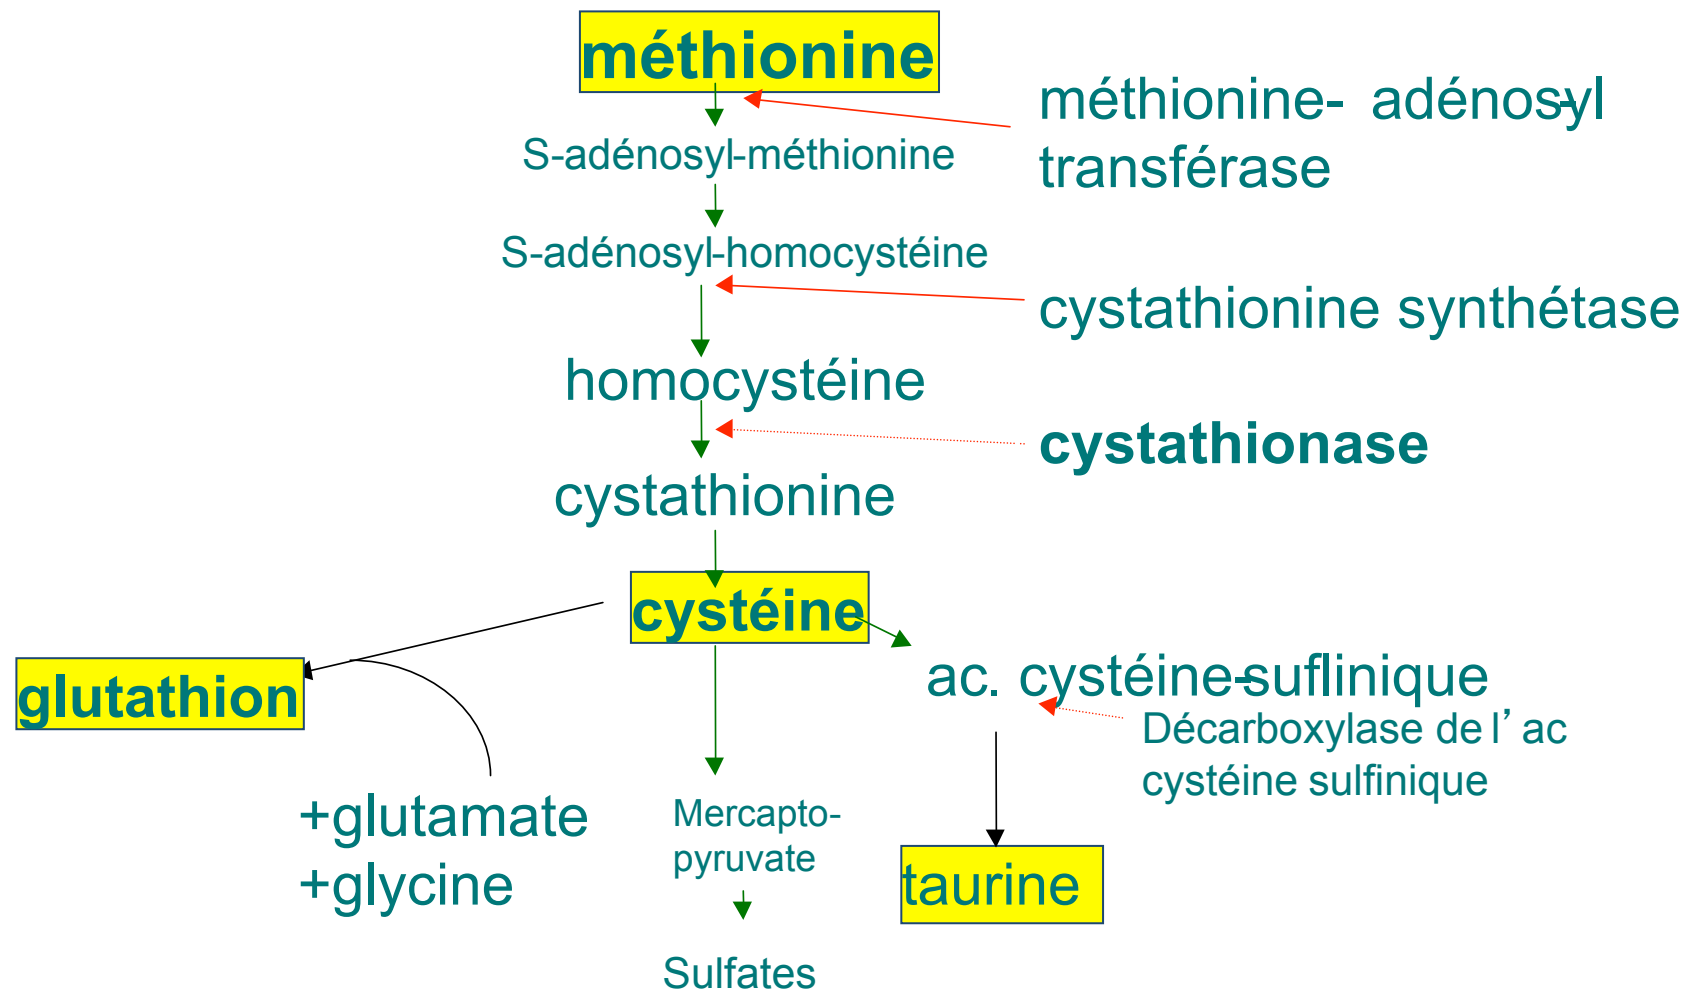 méthionine
méthionine- adénosyl-
transférase
S-adénosyl-méthionine
S-adénosyl-homocystéine
cystathionine synthétase
homocystéine
cystathionase
cystathionine
cystéine
ac. cystéine-suflinique
glutathion
Décarboxylase de l’ac
cystéine sulfinique
+glutamate
+glycine
Mercapto-
pyruvate
taurine
Sulfates